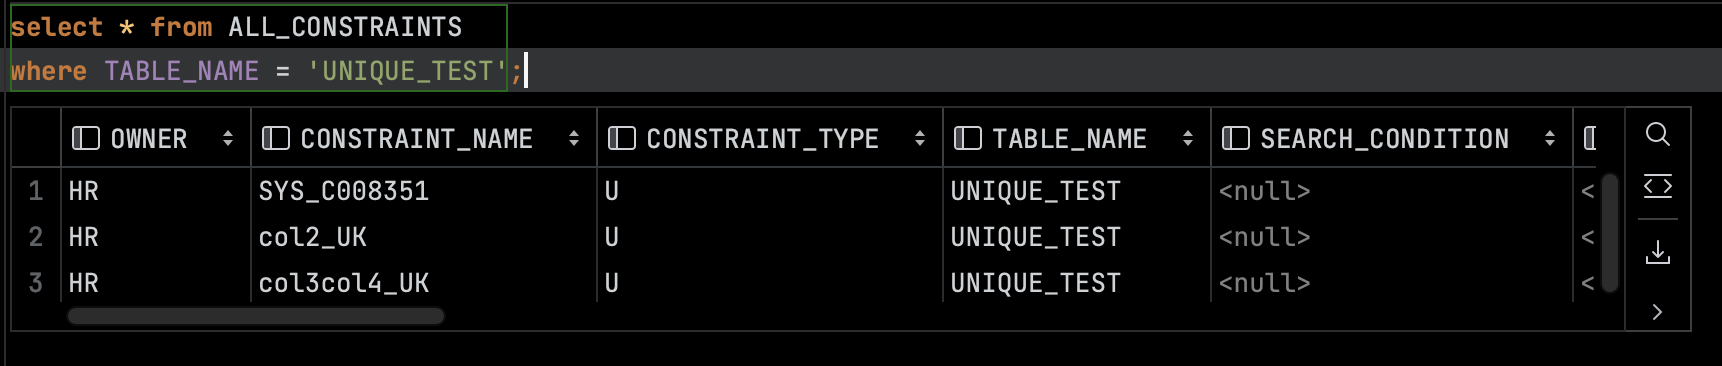 select * from ALL_CONSTRAINTS
where TABLE_NAME = 'UNIQUE_TEST';
OWNER CONSTRAINT_NAME CONSTRAINT_TYPE TABLE_NAME SEARCH_CONDITION
1 HR SYS_C008351 U UNIQUE_TEST <null> <
2 HR col2_UK U UNIQUE_TEST <null> <
3 HR col3col4_UK U UNIQUE_TEST <null> <